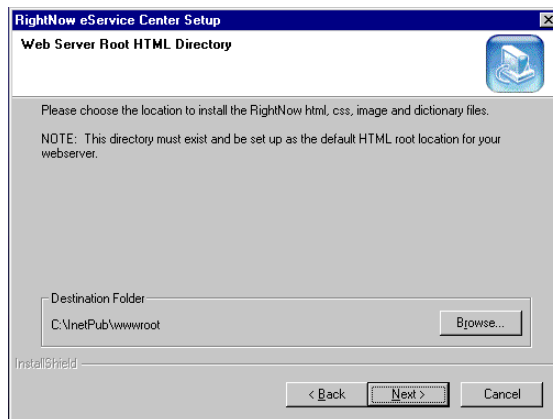 RightNow eService Center Setup
Web Server Root HTML Directory
Please choose the location to install the RightNow html, css, image and dictionary files.
NOTE: This directory must exist and be set up as the default HTML root location for your
webserver.
Destination Folder
C:\InetPub\wwwroot
Browse...
InstallShield
< Back
Next >
Cancel